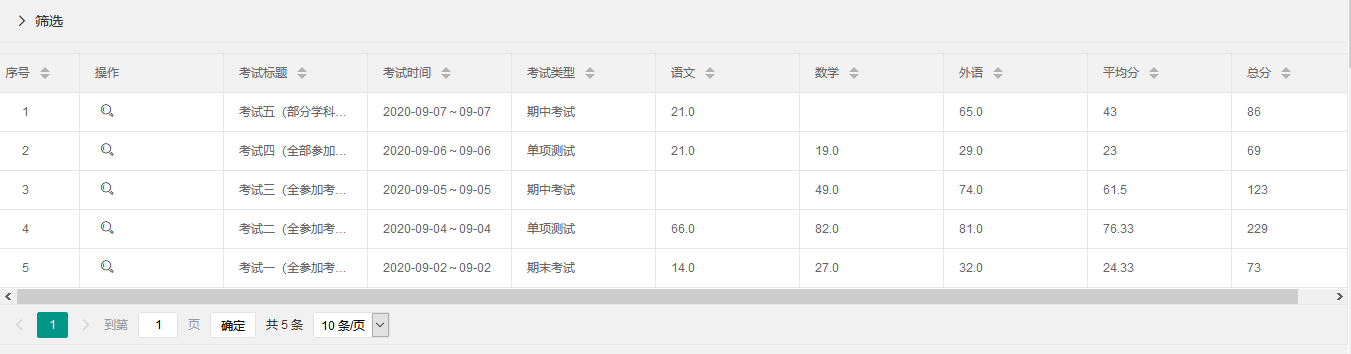 筛选
序号 操作 考试标题 考试时间 考试类型 语文 数学 外语 平均分 总分
1 考试五（部分学科... 2020-09-07～09-07 期中考试 21.0 65.0 43 86
2 考试四（全部参加... 2020-09-06～09-06 单项测试 21.0 19.0 29.0 23 69
3 考试三（全参加考... 2020-09-05～09-05 期中考试 49.0 74.0 61.5 123
4 考试二（全参加考... 2020-09-04～09-04 单项测试 66.0 82.0 81.0 76.33 229
5 考试一（全参加考... 2020-09-02～09-02 期末考试 14.0 27.0 32.0 24.33 73
1 到第 1 页 确定 共 5 条 10 条/页